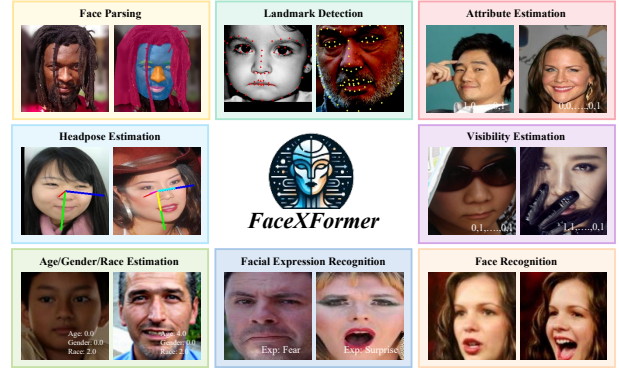 Face Parsing
Landmark Detection
Attribute Estimation
1,0,.....,0,1
0,0,.....,0,1
Headpose Estimation
FaceXFormer
Visibility Estimation
0,1,.....,0,1
1,1,.....,0,1
Age/Gender/Race Estimation
Age: 0.0
Gender: 0.0
Race: 2.0
Age: 4.0
Gender: 0.0
Race: 2.0
Facial Expression Recognition
Exp: Fear
Exp: Surprise
Face Recognition